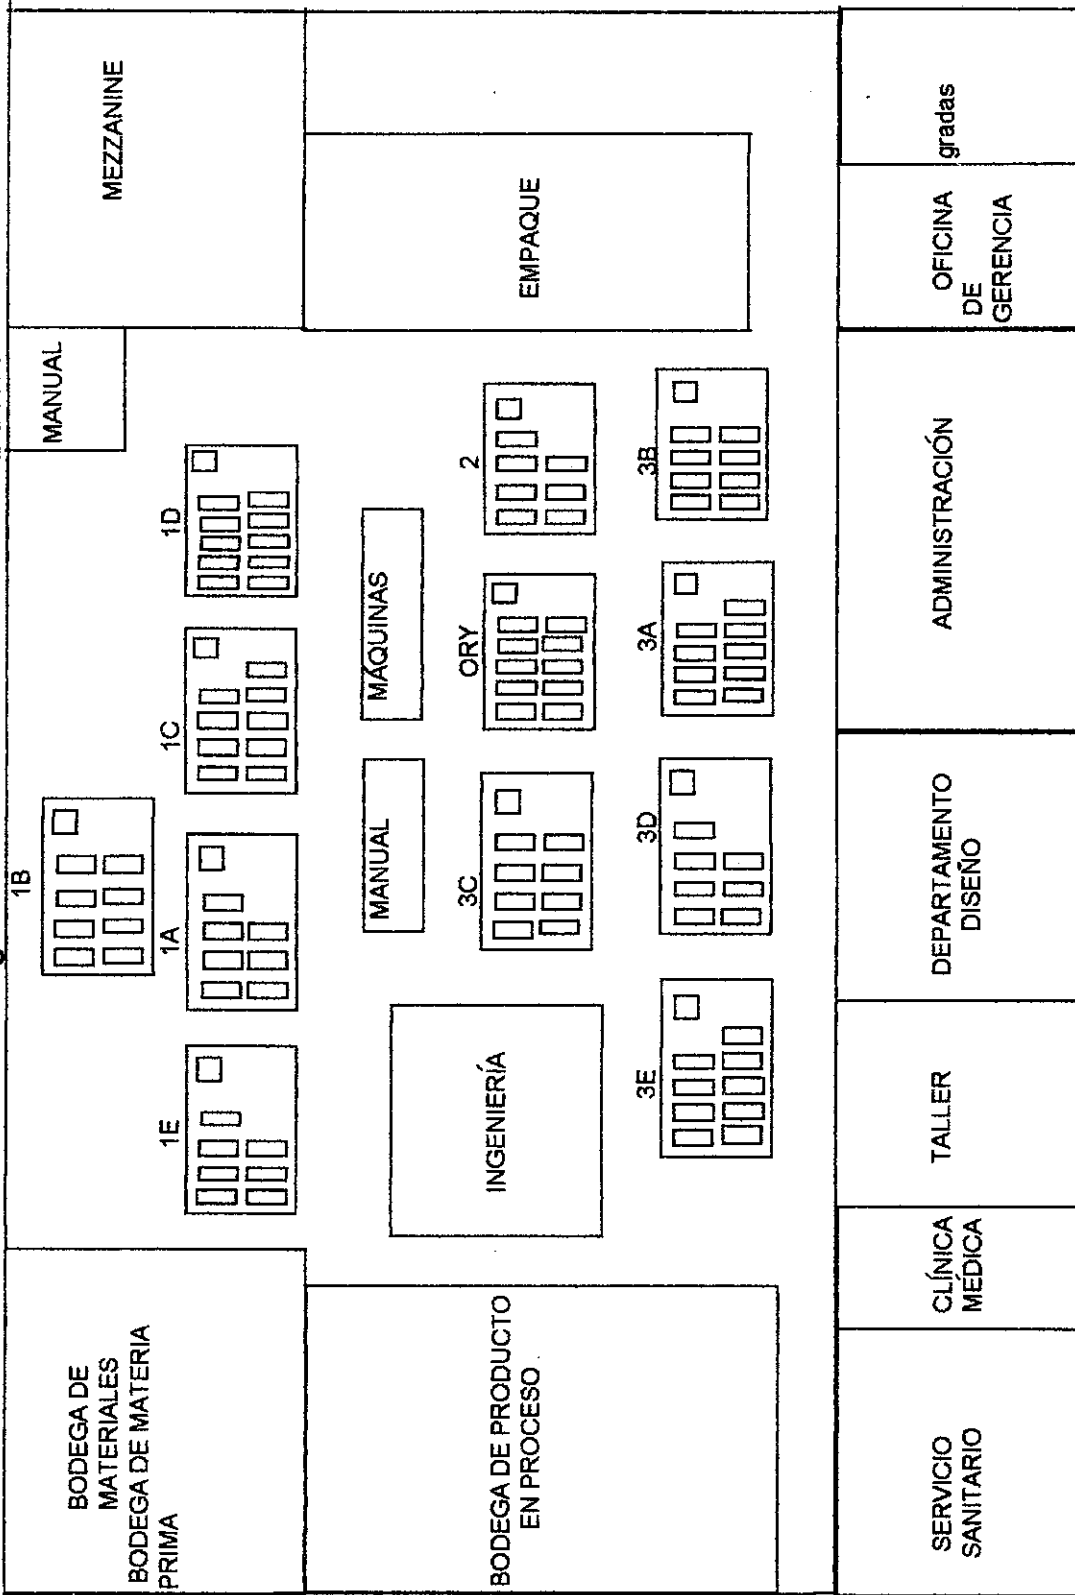 BODEGA DE
MATERIALES
BODEGA DE MATERIA
PRIMA
MANUAL
MEZZANINE
1B
1E
1A
1C
1D
BODEGA DE PRODUCTO
EN PROCESO
INGENIERÍA
MANUAL
MÁQUINAS
EMPAQUE
3C
ORY
2
3E
3D
3A
3B
SERVICIO
SANITARIO
CLÍNICA
MÉDICA
TALLER
DEPARTAMENTO
DISEÑO
ADMINISTRACIÓN
OFICINA
DE
GERENCIA
gradas